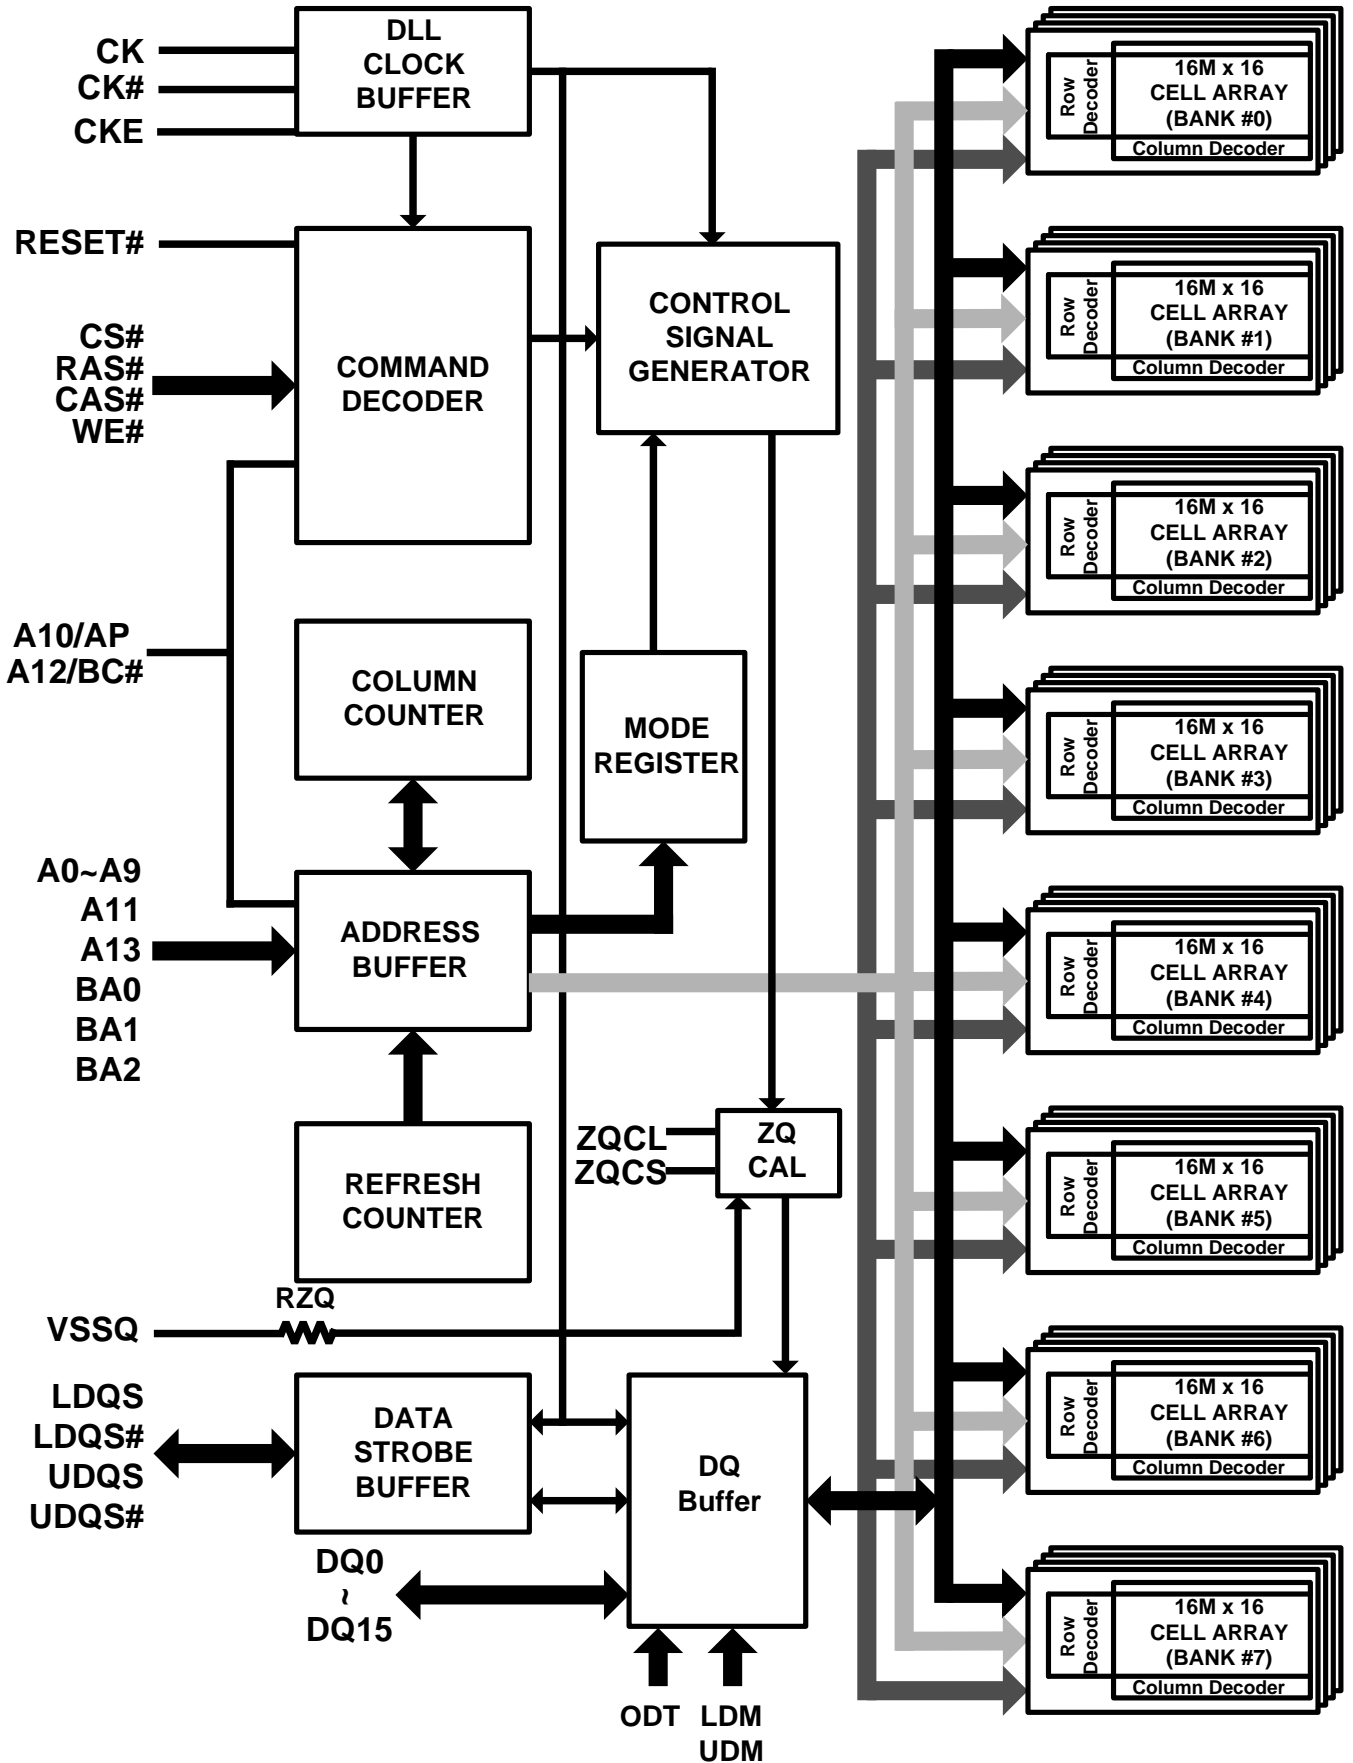 CK
CK#
CKE
DLL
CLOCK
BUFFER
RESET#
CS#
RAS#
CAS#
WE#
COMMAND
DECODER
CONTROL
SIGNAL
GENERATOR
A10/AP
A12/BC#
COLUMN
COUNTER
MODE
REGISTER
A0~A9
A11
A13
BA0
BA1
BA2
ADDRESS
BUFFER
REFRESH
COUNTER
ZQCL
ZQCS
ZQ
CAL
RZQ
VSSQ
LDQS
LDQS#
UDQS
UDQS#
DATA
STROBE
BUFFER
DQ
Buffer
DQ0
~
DQ15
ODT
LDM
UDM
Row
Decoder
16M x 16
CELL ARRAY
(BANK #0)
Column Decoder
Row
Decoder
16M x 16
CELL ARRAY
(BANK #1)
Column Decoder
Row
Decoder
16M x 16
CELL ARRAY
(BANK #2)
Column Decoder
Row
Decoder
16M x 16
CELL ARRAY
(BANK #3)
Column Decoder
Row
Decoder
16M x 16
CELL ARRAY
(BANK #4)
Column Decoder
Row
Decoder
16M x 16
CELL ARRAY
(BANK #5)
Column Decoder
Row
Decoder
16M x 16
CELL ARRAY
(BANK #6)
Column Decoder
Row
Decoder
16M x 16
CELL ARRAY
(BANK #7)
Column Decoder